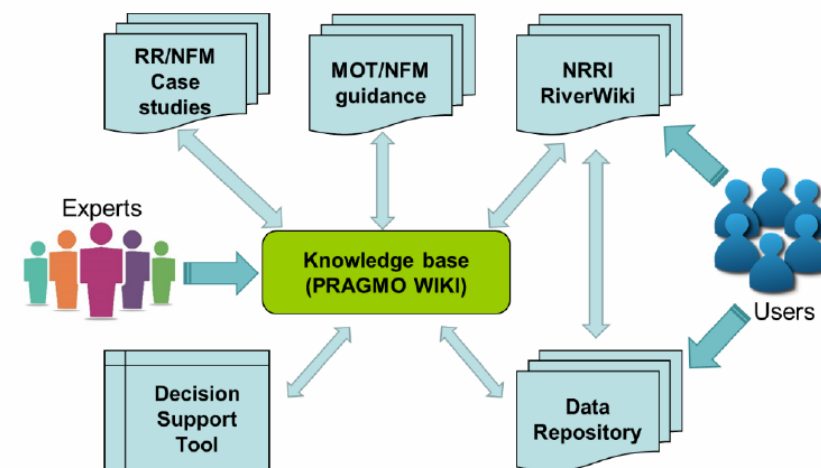 RR/NFM
Case
studies
MOT/NFM
guidance
NRRI
RiverWiki
Experts
Knowledge base
(PRAGMO WIKI)
Users
Decision
Support
Tool
Data
Repository